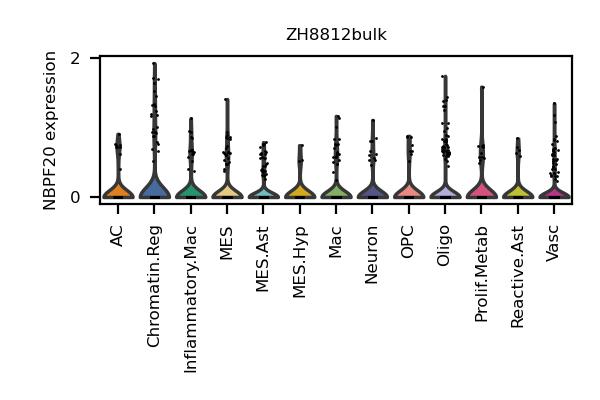 ZH8812bulk
NBPF20 expression
2
0
AC
Chromatin.Reg
Inflammatory.Mac
MES
MES.Ast
MES.Hyp
Mac
Neuron
OPC
Oligo
Prolif.Metab
Reactive.Ast
Vasc